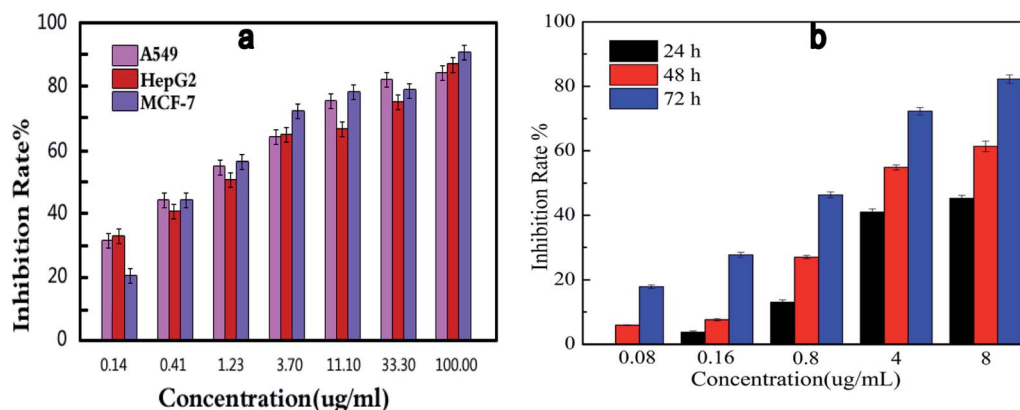 a
A549
HepG2
MCF-7
Inhibition Rate%
100
80
60
40
20
0
0.14 0.41 1.23 3.70 11.10 33.30 100.00
Concentration(ug/ml)
b
24 h
48 h
72 h
Inhibition Rate %
100
80
60
40
20
0
0.08 0.16 0.8 4 8
Concentration(ug/mL)